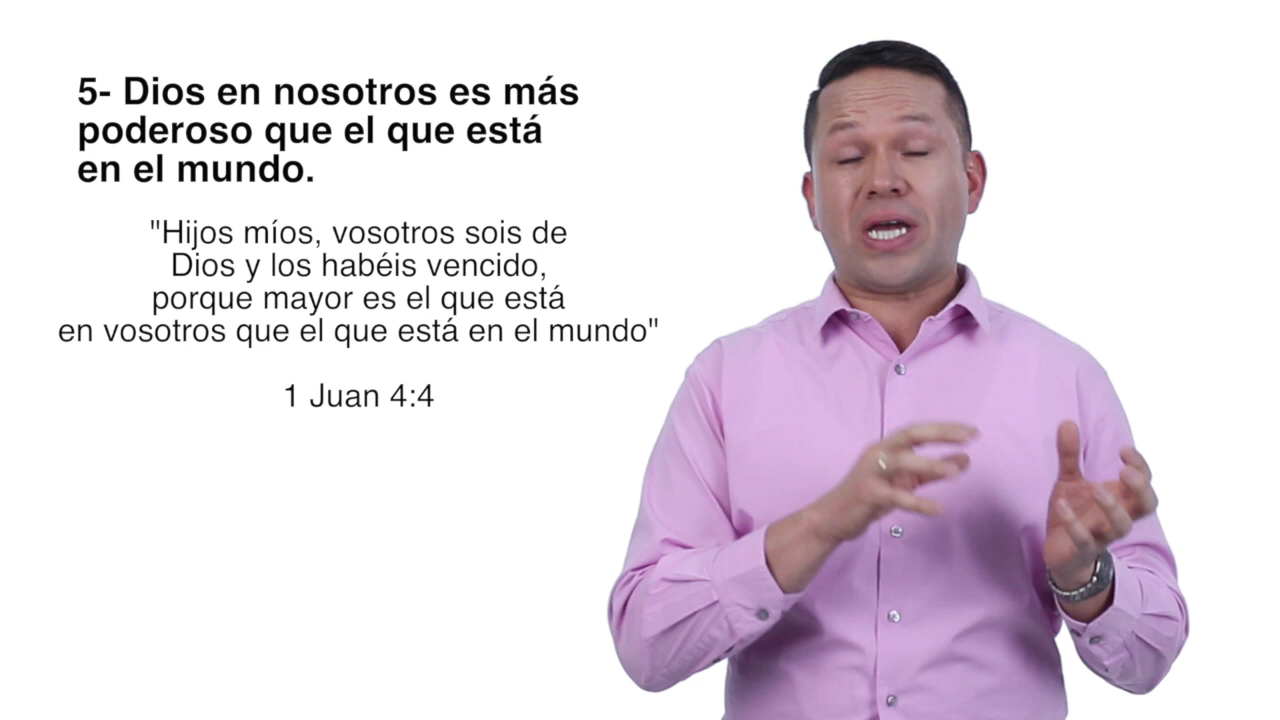 5- Dios en nosotros es más
poderoso que el que está
en el mundo.
"Hijos míos, vosotros sois de
Dios y los habéis vencido,
porque mayor es el que está
en vosotros que el que está en el mundo"
1 Juan 4:4